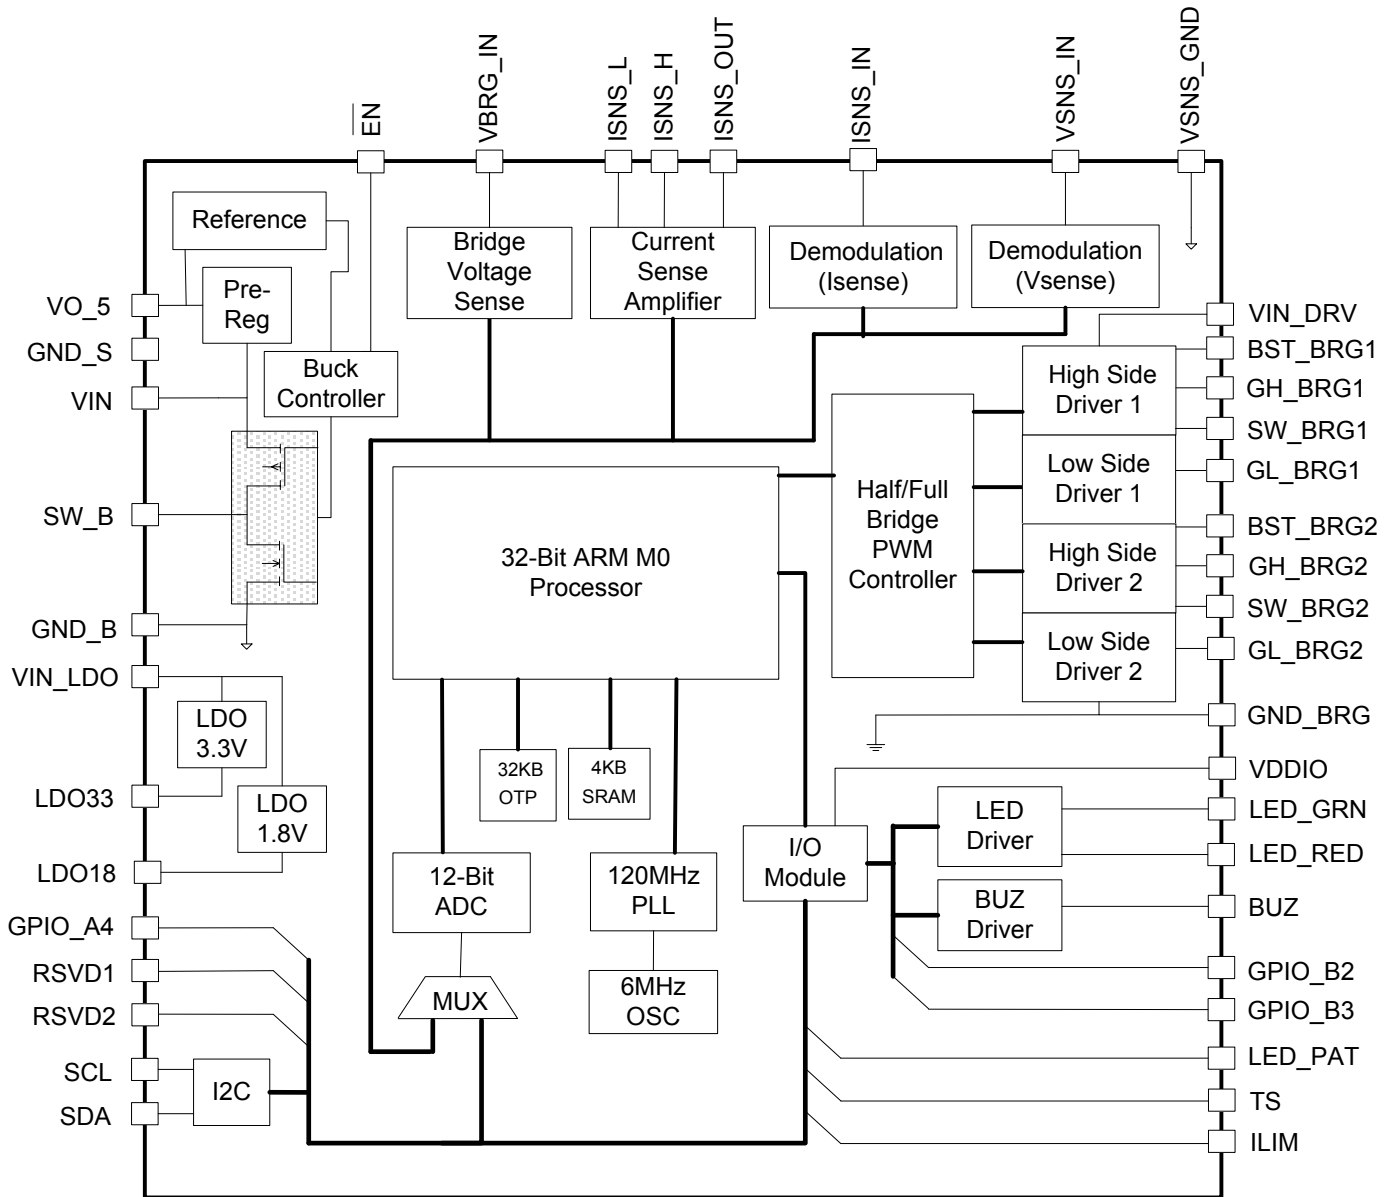 EN
VBRG_IN
ISNS_L
ISNS_H
ISNS_OUT
ISNS_IN
VSNS_IN
VSNS_GND
Reference
Pre-
Reg
Buck
Controller
Bridge
Voltage
Sense
Current
Sense
Amplifier
Demodulation
(Isense)
Demodulation
(Vsense)
VO_5
GND_S
VIN
SW_B
GND_B
VIN_LDO
LDO33
LDO18
GPIO_A4
RSVD1
RSVD2
SCL
SDA
LDO
3.3V
LDO
1.8V
I2C
32-Bit ARM M0
Processor
32KB
OTP
4KB
SRAM
12-Bit
ADC
MUX
120MHz
PLL
6MHz
OSC
Half/Full
Bridge
PWM
Controller
High Side
Driver 1
Low Side
Driver 1
High Side
Driver 2
Low Side
Driver 2
I/O
Module
LED
Driver
BUZ
Driver
VIN_DRV
BST_BRG1
GH_BRG1
SW_BRG1
GL_BRG1
BST_BRG2
GH_BRG2
SW_BRG2
GL_BRG2
GND_BRG
VDDIO
LED_GRN
LED_RED
BUZ
GPIO_B2
GPIO_B3
LED_PAT
TS
ILIM